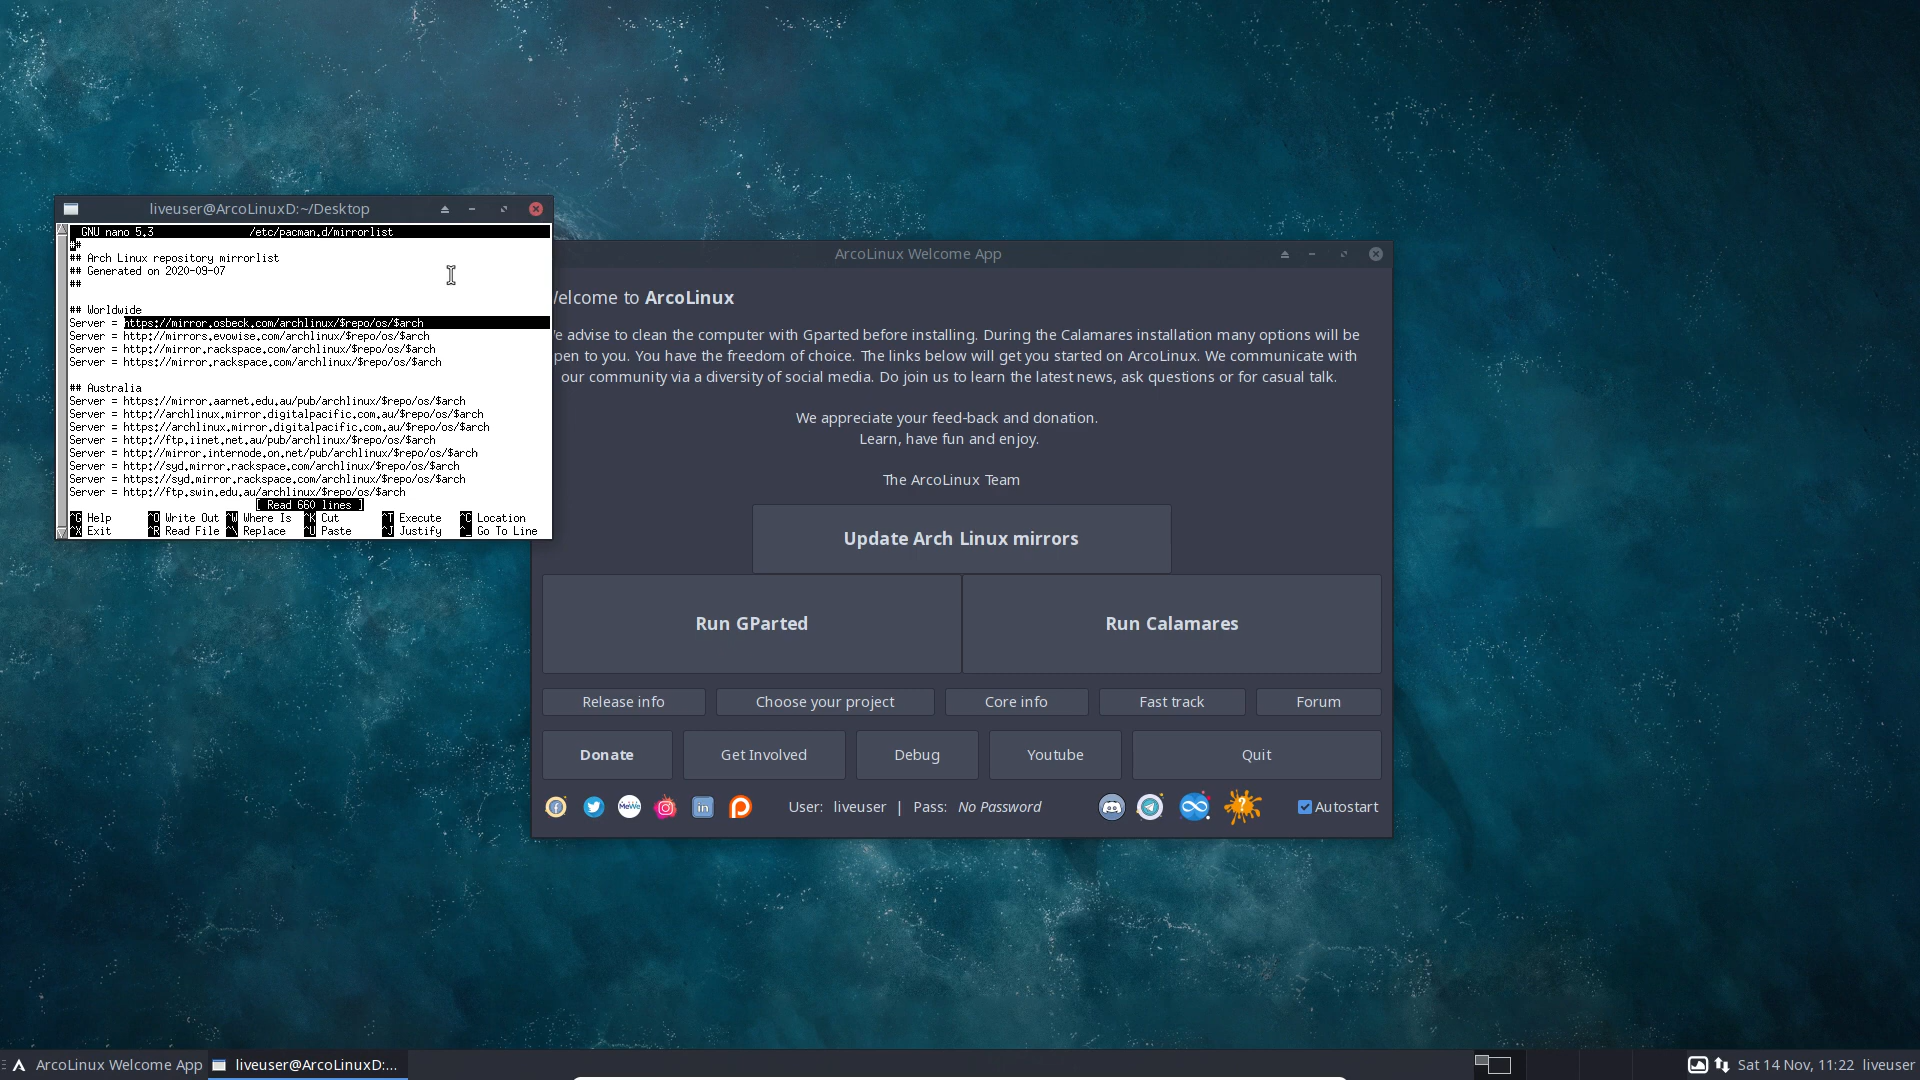 liveuser@ArcoLinuxD:~/Desktop
GNU nano 5.3 /etc/pacman.d/mirrorlist
##
## Arch Linux repository mirrorlist
## Generated on 2020-09-07
##
## Worldwide
Server = https://mirror.osbeck.com/archlinux/$repo/os/$arch
Server = http://mirrors.evowise.com/archlinux/$repo/os/$arch
Server = http://mirror.rackspace.com/archlinux/$repo/os/$arch
Server = https://mirror.rackspace.com/archlinux/$repo/os/$arch
## Australia
Server = https://mirror.aarnet.edu.au/pub/archlinux/$repo/os/$arch
Server = http://archlinux.mirror.digitalpacific.com.au/$repo/os/$arch
Server = https://archlinux.mirror.digitalpacific.com.au/$repo/os/$arch
Server = http://ftp.iinet.net.au/pub/archlinux/$repo/os/$arch
Server = http://mirror.internode.on.net/pub/archlinux/$repo/os/$arch
Server = http://syd.mirror.rackspace.com/archlinux/$repo/os/$arch
Server = https://syd.mirror.rackspace.com/archlinux/$repo/os/$arch
Server = http://ftp.swin.edu.au/archlinux/$repo/os/$arch
[ Read 660 lines ]
^G Help ^O Write Out ^W Where Is ^K Cut ^T Execute ^C Location
^X Exit ^R Read File ^\ Replace ^U Paste ^J Justify ^_ Go To Line
ArcoLinux Welcome App
elcome to ArcoLinux
e advise to clean the computer with Gparted before installing. During the Calamares installation many options will be
pen to you. You have the freedom of choice. The links below will get you started on ArcoLinux. We communicate with
our community via a diversity of social media. Do join us to learn the latest news, ask questions or for casual talk.
We appreciate your feed-back and donation.
Learn, have fun and enjoy.
The ArcoLinux Team
Update Arch Linux mirrors
Run GParted Run Calamares
Release info Choose your project Core info Fast track Forum
Donate Get Involved Debug Youtube Quit
MeWe in User: liveuser | Pass: No Password ? Autostart
ArcoLinux Welcome App liveuser@ArcoLinuxD:... Sat 14 Nov, 11:22 liveuser